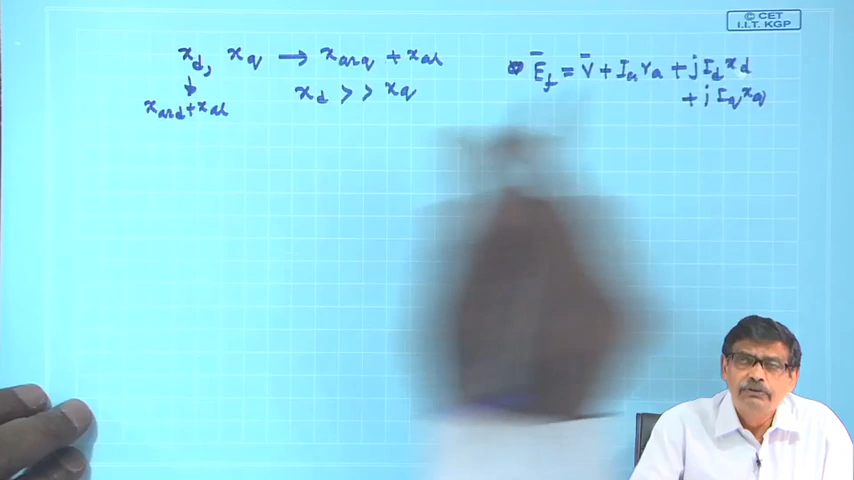 © CET
I.I.T. KGP
x_d, x_q → x_arq + x_al
↓
x_ard + x_al
x_d >> x_q
Ē_f = V̄ + I_a r_a + j I_d x_d
+ j I_q x_q